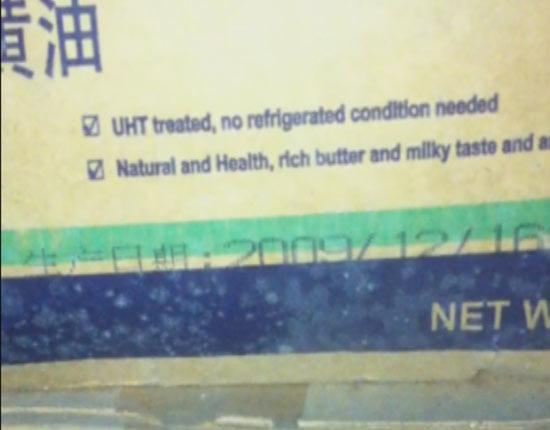 黄油
☑ UHT treated, no refrigerated condition needed
☑ Natural and Health, rich butter and milky taste and a
生产日期：2009/12/16
NET W